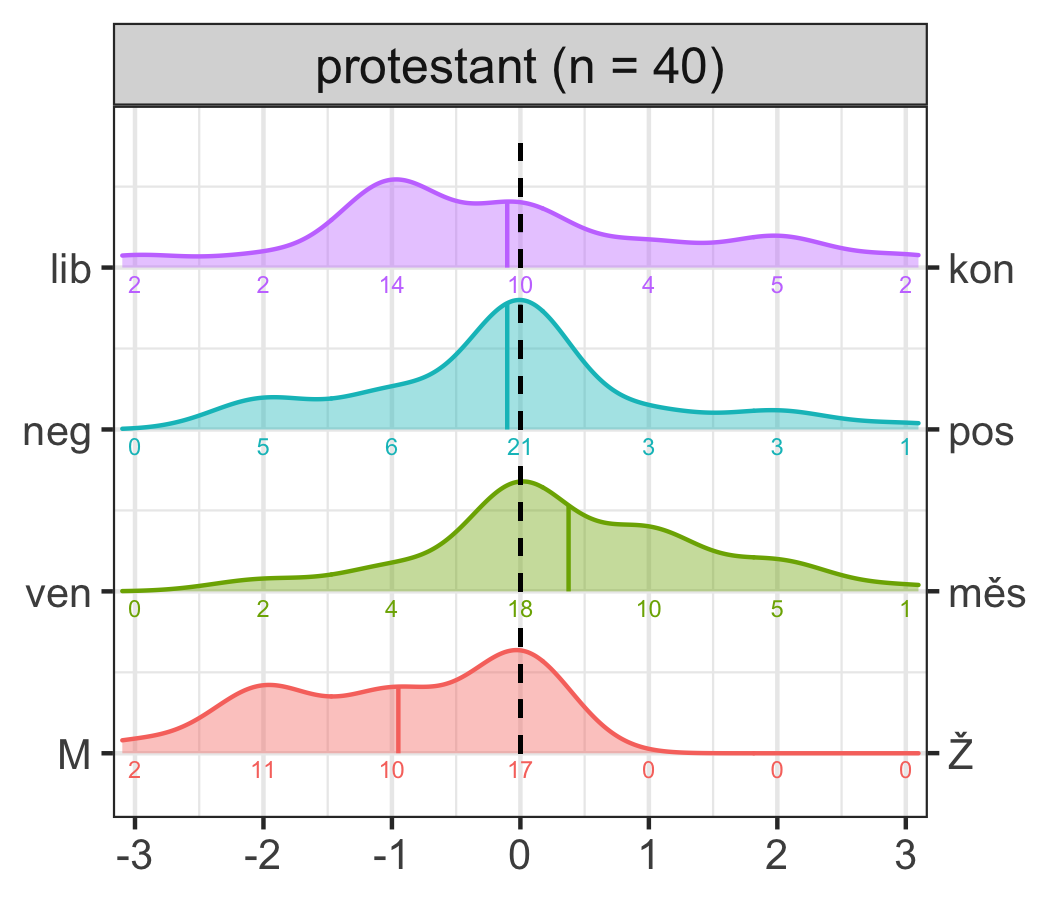 protestant (n = 40)
lib kon
2 2 14 10 4 5 2
neg pos
0 5 6 21 3 3 1
ven měs
0 2 4 18 10 5 1
M Ž
2 11 10 17 0 0 0
-3 -2 -1 0 1 2 3